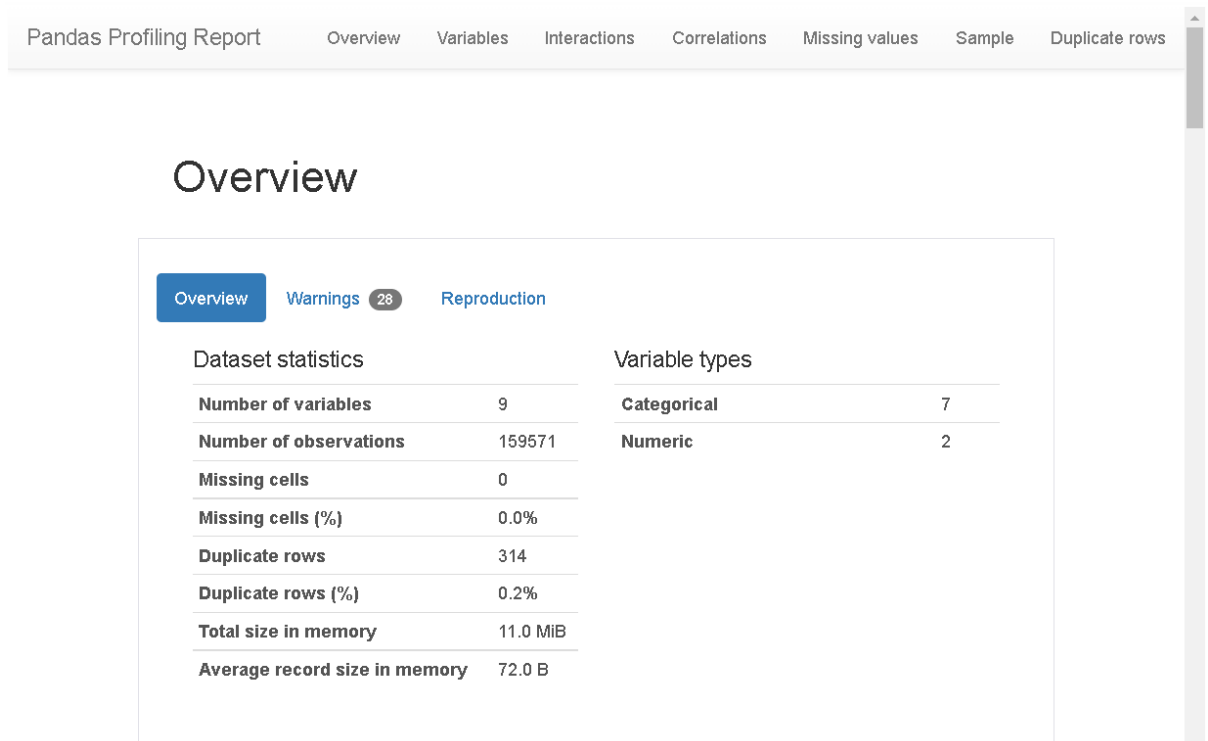 Pandas Profiling Report Overview Variables Interactions Correlations Missing values Sample Duplicate rows
Overview
Overview Warnings 28 Reproduction
Dataset statistics
Number of variables 9
Number of observations 159571
Missing cells 0
Missing cells (%) 0.0%
Duplicate rows 314
Duplicate rows (%) 0.2%
Total size in memory 11.0 MiB
Average record size in memory 72.0 B
Variable types
Categorical 7
Numeric 2